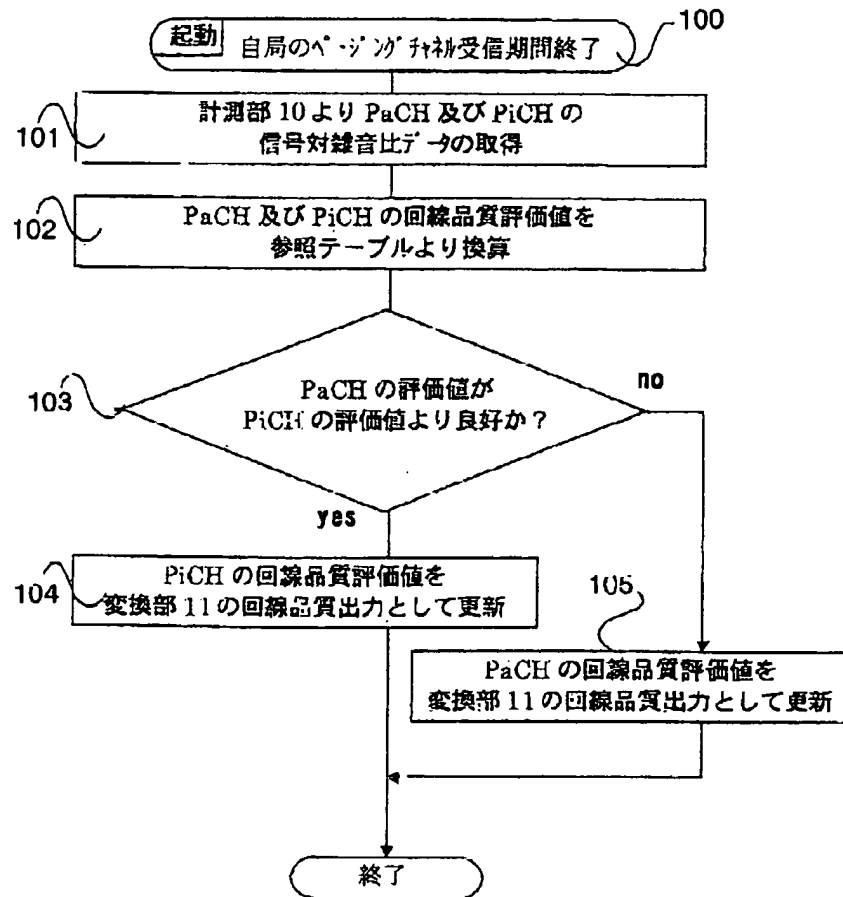 起動 自局のページングチャネル受信期間終了
100
計測部 10 より PaCH 及び PiCH の
信号対雑音比データの取得
101
PaCH 及び PiCH の回線品質評価値を
参照テーブルより換算
102
PaCH の評価値が
PiCH の評価値より良好か？
103
no
yes
PiCH の回線品質評価値を
変換部 11 の回線品質出力として更新
104
105
PaCH の回線品質評価値を
変換部 11 の回線品質出力として更新
終了